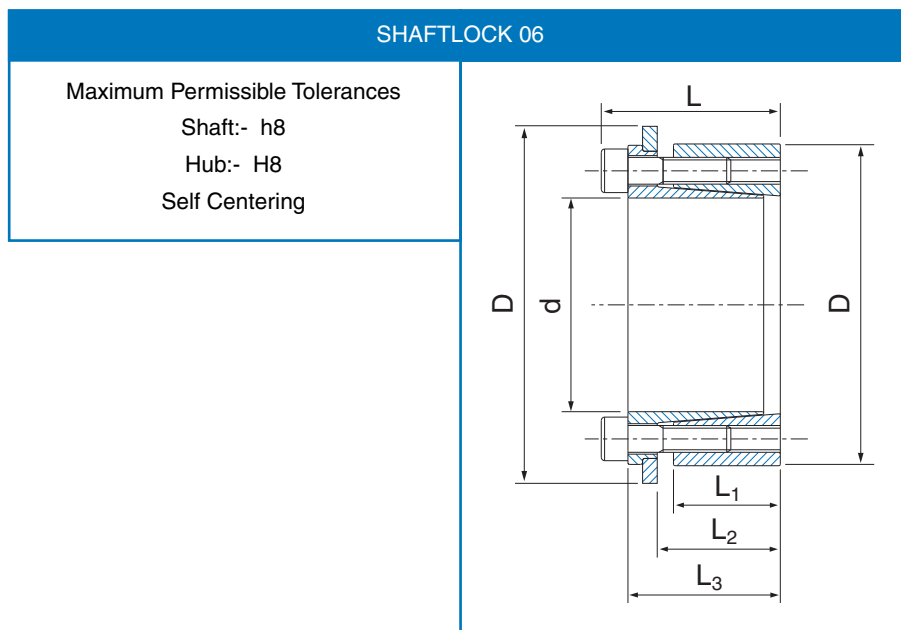 SHAFTLOCK 06
Maximum Permissible Tolerances
Shaft:- h8
Hub:- H8
Self Centering
L
D
d
D
L₁
L₂
L₃